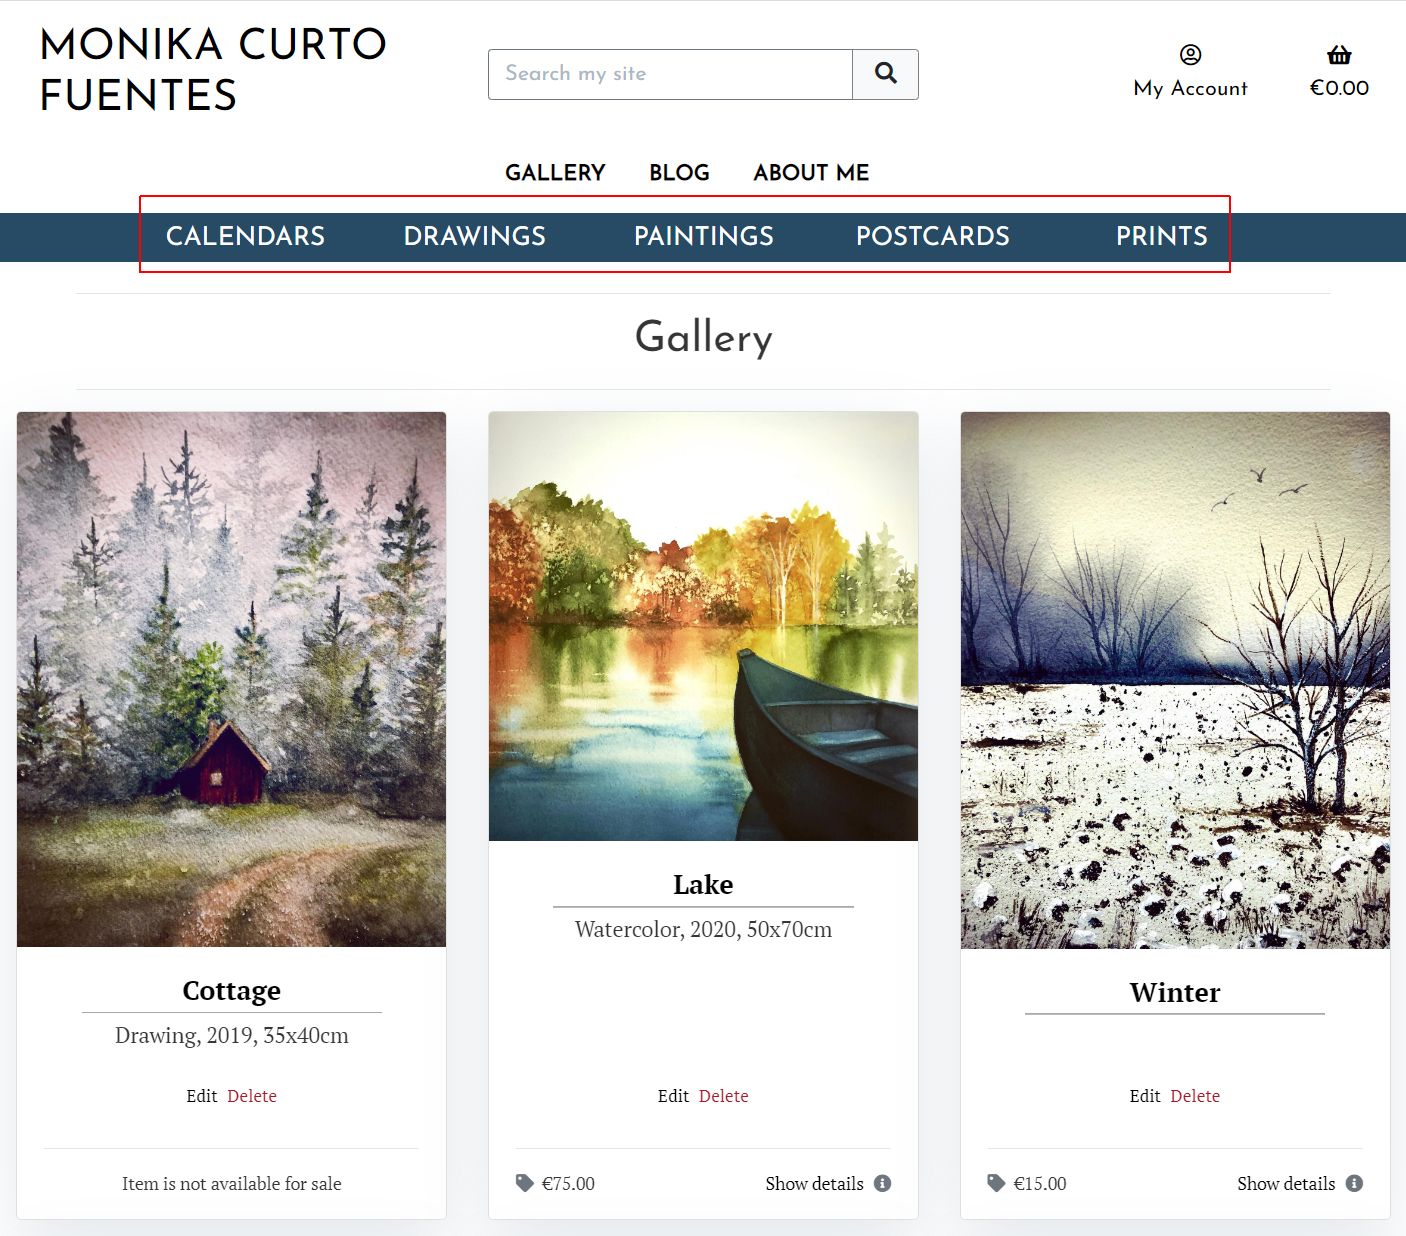 MONIKA CURTO
FUENTES
Search my site
My Account
€0.00
GALLERY BLOG ABOUT ME
CALENDARS DRAWINGS PAINTINGS POSTCARDS PRINTS
Gallery
Cottage
Drawing, 2019, 35x40cm
Edit Delete
Item is not available for sale
Lake
Watercolor, 2020, 50x70cm
Edit Delete
€75.00 Show details
Winter
Edit Delete
€15.00 Show details